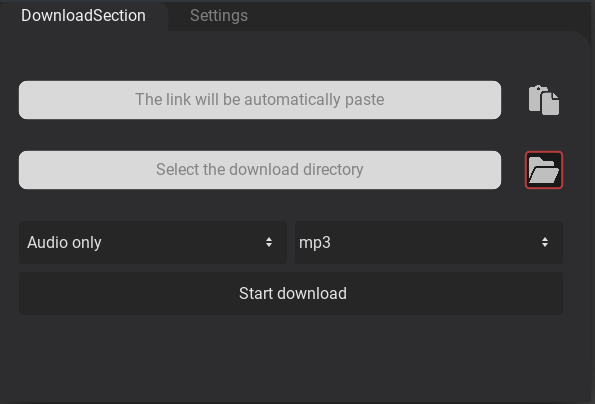 DownloadSection Settings
The link will be automatically paste
Select the download directory
Audio only mp3
Start download